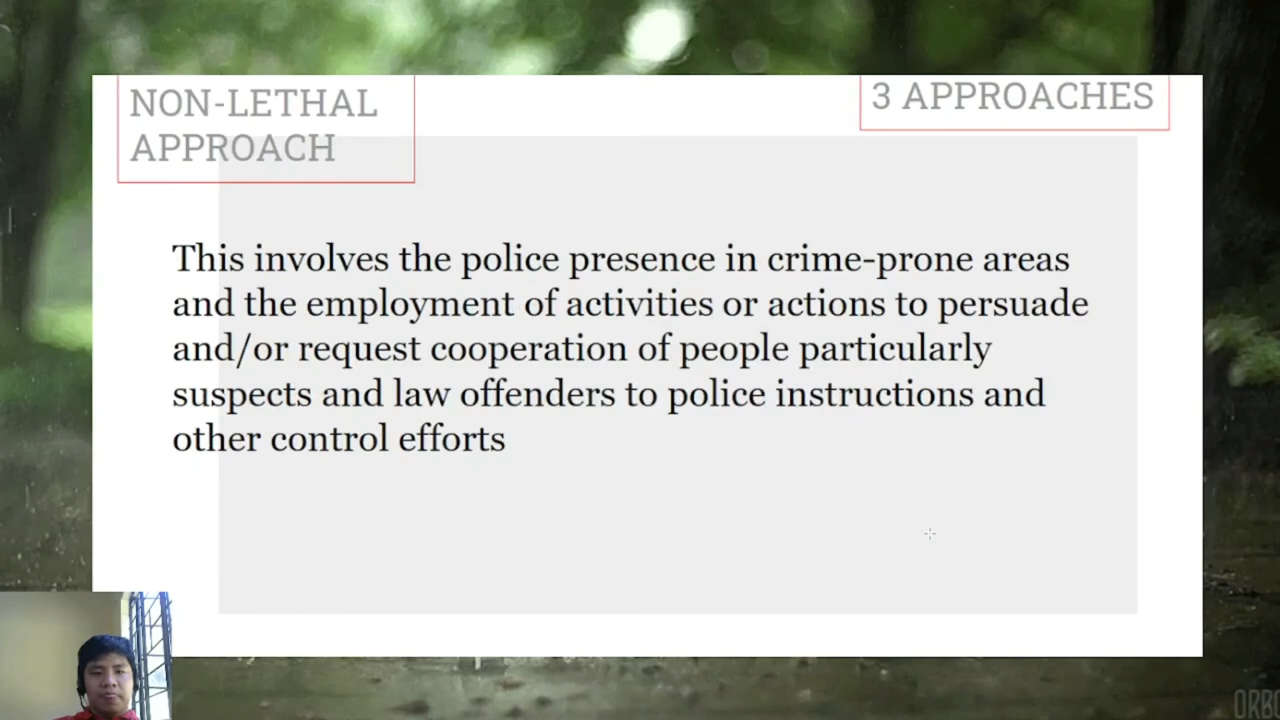 NON-LETHAL
APPROACH
3 APPROACHES
This involves the police presence in crime-prone areas
and the employment of activities or actions to persuade
and/or request cooperation of people particularly
suspects and law offenders to police instructions and
other control efforts